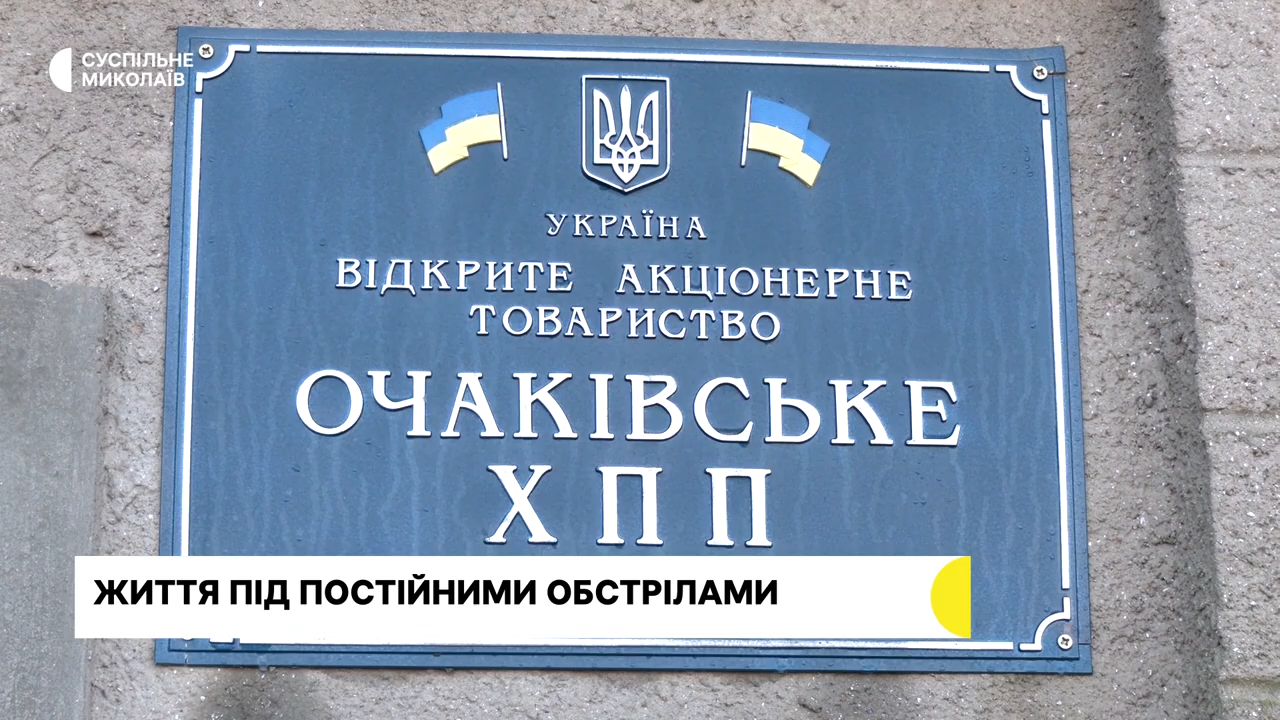 СУСПІЛЬНЕ
МИКОЛАЇВ
УКРАЇНА
ВІДКРИТЕ АКЦІОНЕРНЕ
ТОВАРИСТВО
ОЧАКІВСЬКЕ
ХПП
ЖИТТЯ ПІД ПОСТІЙНИМИ ОБСТРІЛАМИ